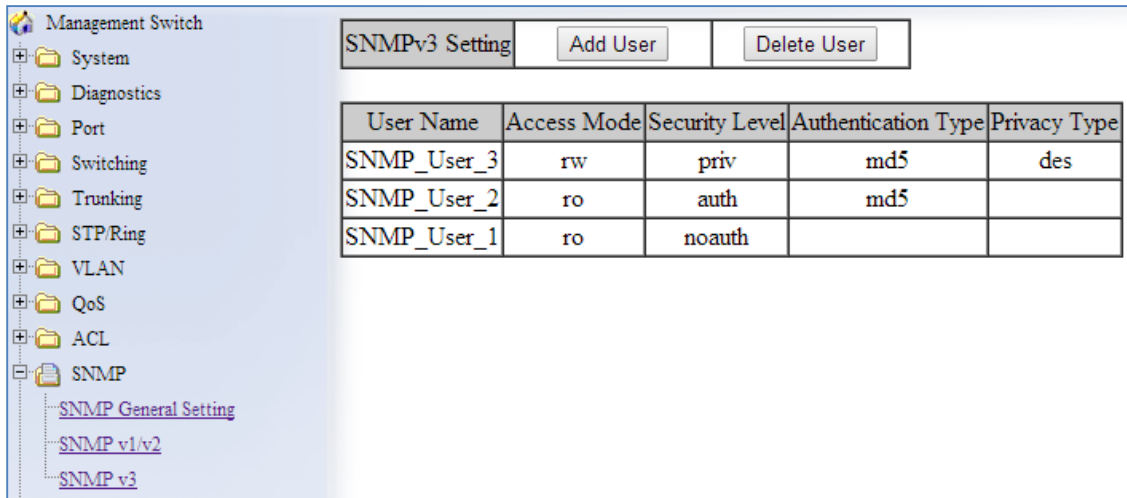 Management Switch
System
Diagnostics
Port
Switching
Trunking
STP/Ring
VLAN
QoS
ACL
SNMP
SNMP General Setting
SNMP v1/v2
SNMP v3
SNMPv3 Setting Add User Delete User
User Name Access Mode Security Level Authentication Type Privacy Type
SNMP_User_3 rw priv md5 des
SNMP_User_2 ro auth md5
SNMP_User_1 ro noauth